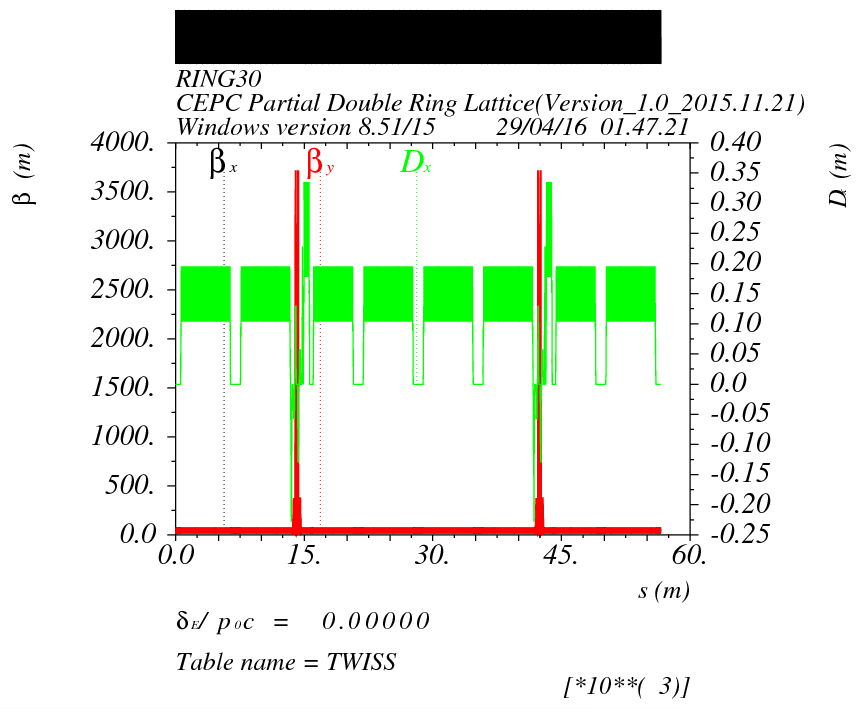 RING30
CEPC Partial Double Ring Lattice(Version_1.0_2015.11.21)
Windows version 8.51/15 29/04/16 01.47.21
β (m)
4000.
3500.
3000.
2500.
2000.
1500.
1000.
500.
0.0
βx βy Dx
0.40
0.35
0.30
0.25
0.20
0.15
0.10
0.05
0.0
-0.05
-0.10
-0.15
-0.20
-0.25
Dx (m)
0.0 15. 30. 45. 60.
s (m)
δE/ p0c = 0.00000
Table name = TWISS
[*10**( 3)]